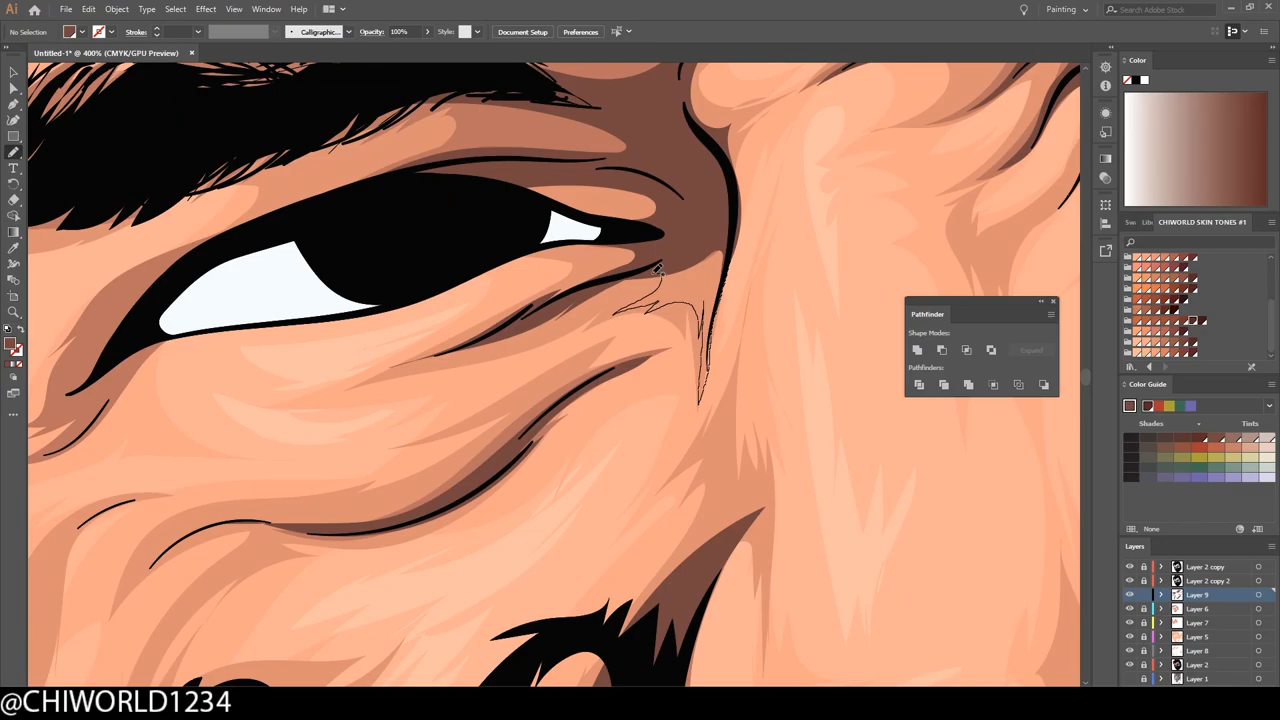 Ai File Edit Object Type Select Effect View Window Help Painting Search Adobe Stock
No Selection Stroke: Calligraphic... Opacity: 100% Style: Document Setup Preferences
Untitled-1* @ 400% (CMYK/GPU Preview)
Color
Sw: Li CHIWORLD SKIN TONES #1
Pathfinder
Shape Modes:
Expand
Pathfinders:
Color Guide
Shades Tints
None
Layers
Layer 2 copy
Layer 2 copy 2
Layer 9
Layer 6
Layer 7
Layer 5
Layer 8
Layer 2
Layer 1
@CHIWORLD1234